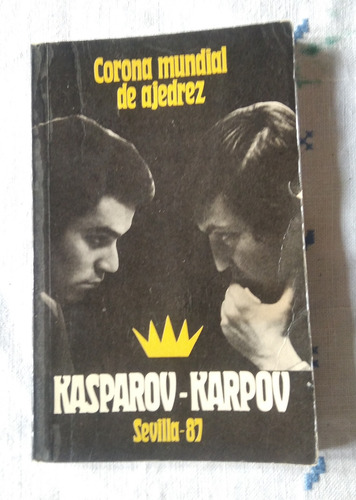 Corona mundial
de ajedrez
KASPAROV-KARPOV
Sevilla-87